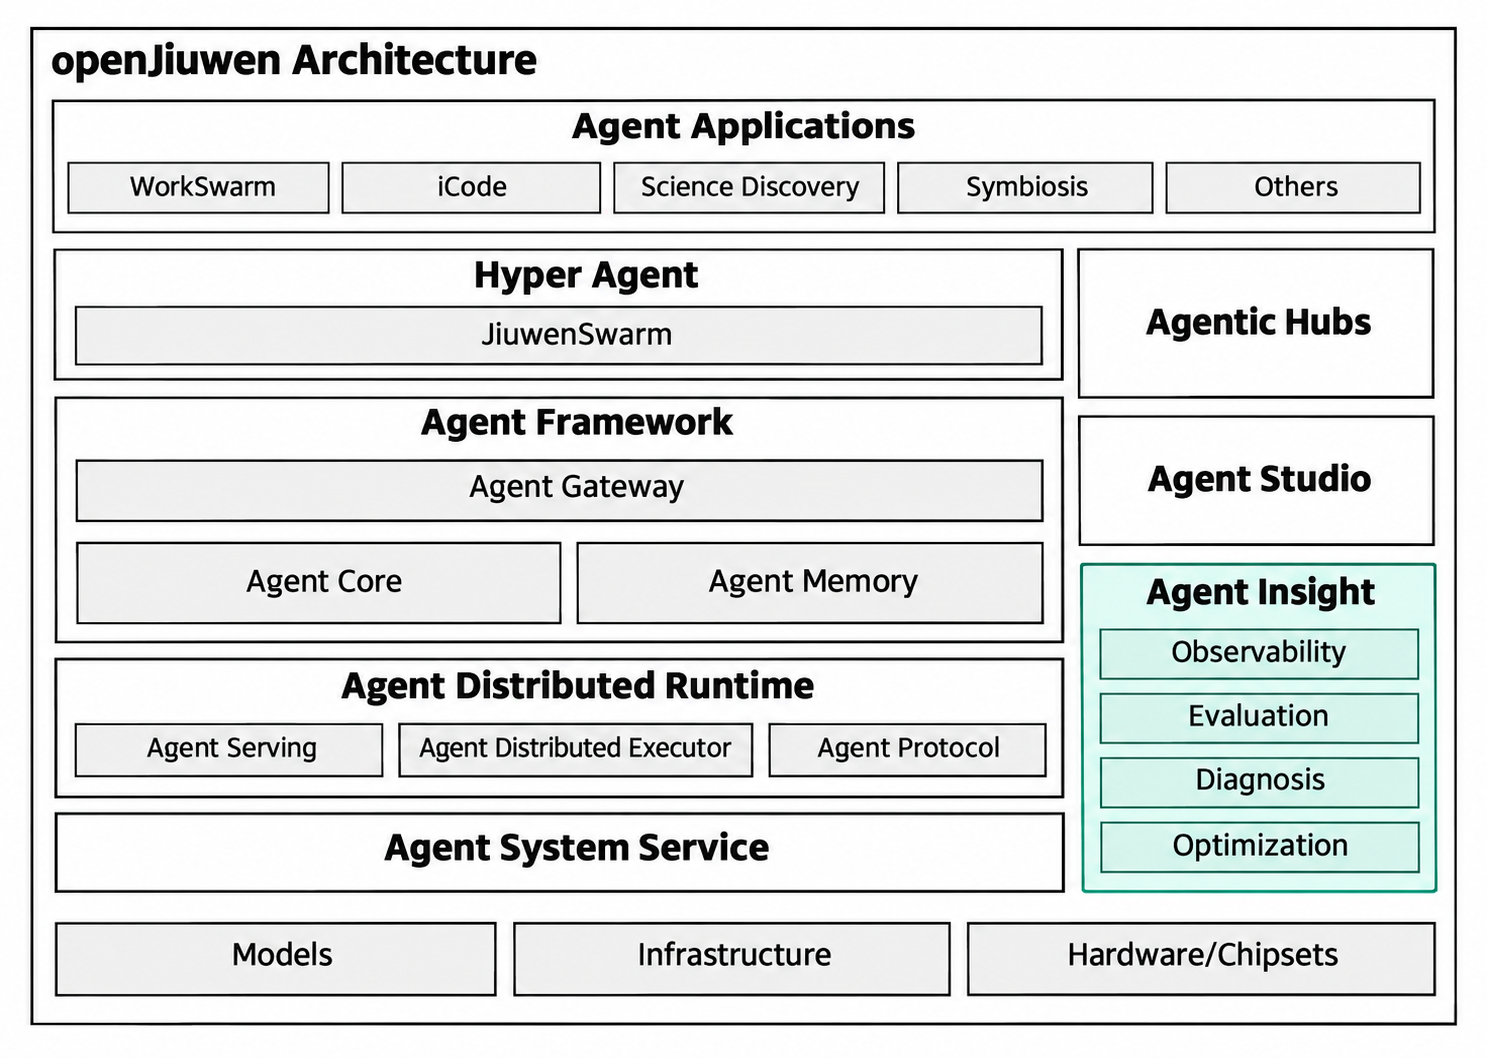 openJiuwen Architecture
Agent Applications
WorkSwarm
iCode
Science Discovery
Symbiosis
Others
Hyper Agent
JiuwenSwarm
Agentic Hubs
Agent Framework
Agent Gateway
Agent Core
Agent Memory
Agent Studio
Agent Distributed Runtime
Agent Serving
Agent Distributed Executor
Agent Protocol
Agent System Service
Agent Insight
Observability
Evaluation
Diagnosis
Optimization
Models
Infrastructure
Hardware/Chipsets